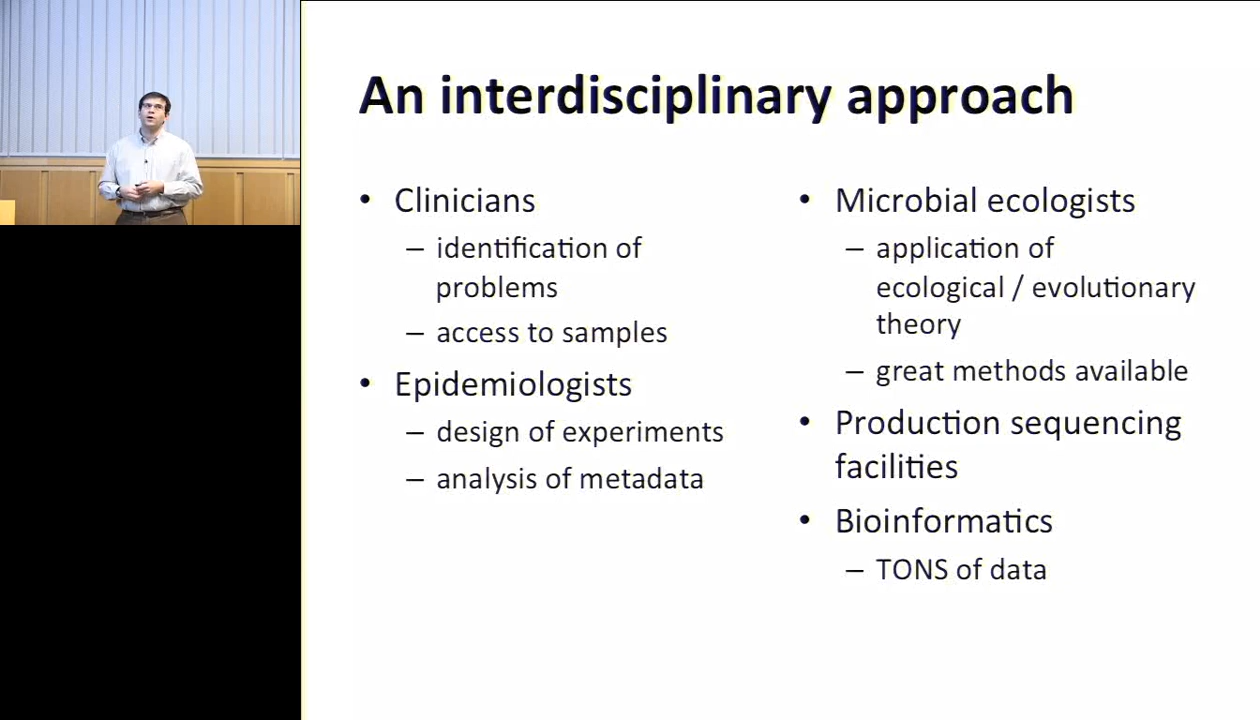 An interdisciplinary approach
• Clinicians
– identification of
problems
– access to samples
• Epidemiologists
– design of experiments
– analysis of metadata
• Microbial ecologists
– application of
ecological / evolutionary
theory
– great methods available
• Production sequencing
facilities
• Bioinformatics
– TONS of data